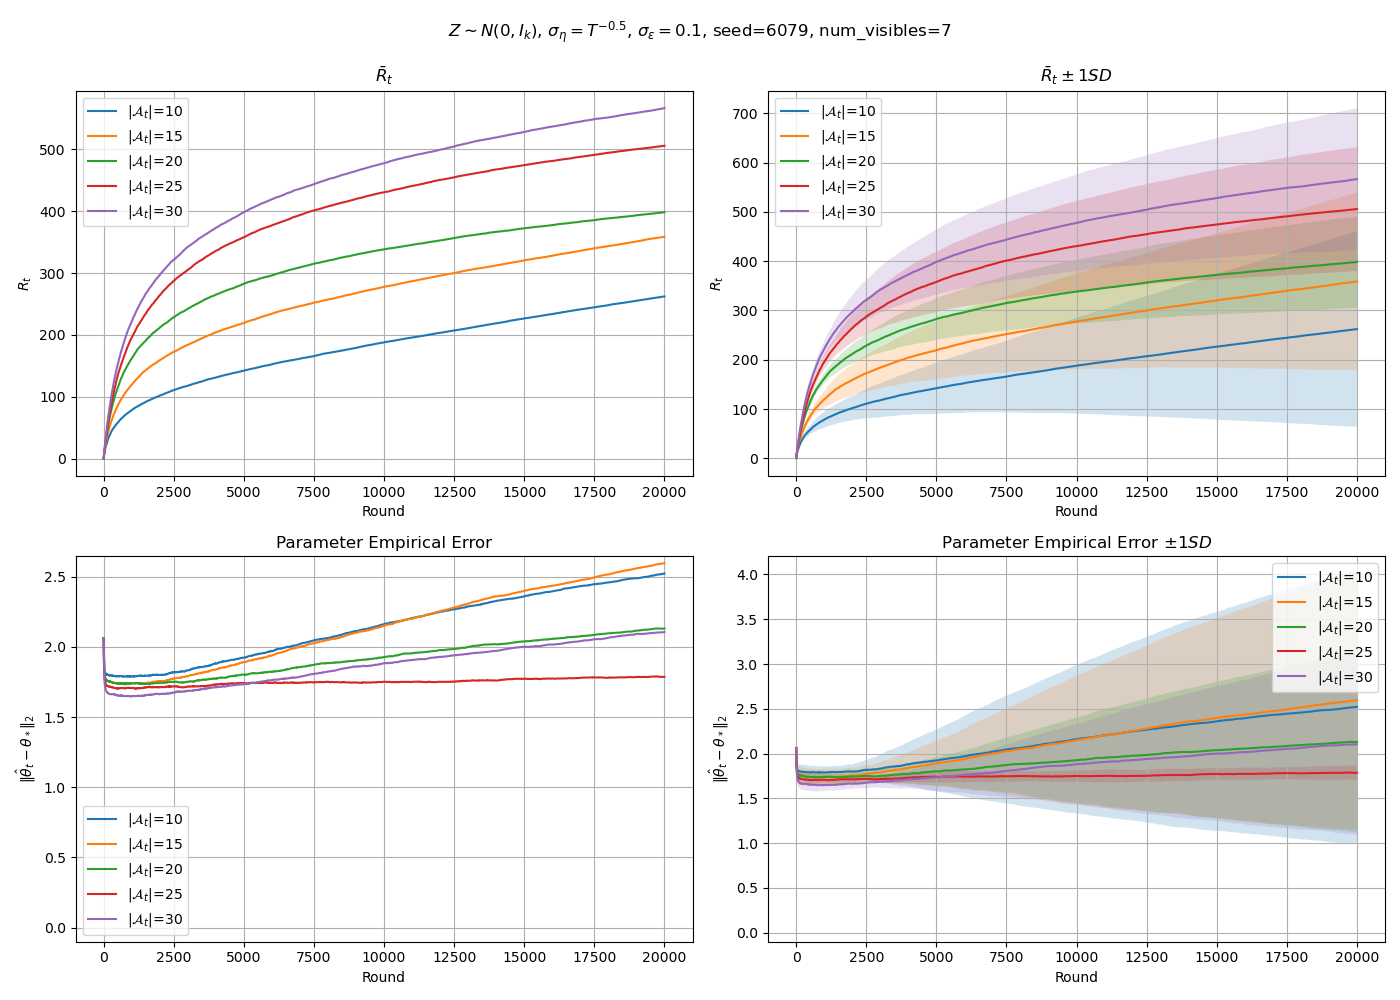 Z ∼ N(0, I_k), σ_η = T^{−0.5}, σ_ε = 0.1, seed=6079, num_visibles=7
R̄_t
R_t
500
400
300
200
100
0
|𝒜_t|=10
|𝒜_t|=15
|𝒜_t|=20
|𝒜_t|=25
|𝒜_t|=30
0 2500 5000 7500 10000 12500 15000 17500 20000
Round
R̄_t ± 1SD
R_t
700
600
500
400
300
200
100
0
|𝒜_t|=10
|𝒜_t|=15
|𝒜_t|=20
|𝒜_t|=25
|𝒜_t|=30
0 2500 5000 7500 10000 12500 15000 17500 20000
Round
Parameter Empirical Error
‖θ̂_t − θ_*‖_2
2.5
2.0
1.5
1.0
0.5
0.0
|𝒜_t|=10
|𝒜_t|=15
|𝒜_t|=20
|𝒜_t|=25
|𝒜_t|=30
0 2500 5000 7500 10000 12500 15000 17500 20000
Round
Parameter Empirical Error ±1SD
‖θ̂_t − θ_*‖_2
4.0
3.5
3.0
2.5
2.0
1.5
1.0
0.5
0.0
|𝒜_t|=10
|𝒜_t|=15
|𝒜_t|=20
|𝒜_t|=25
|𝒜_t|=30
0 2500 5000 7500 10000 12500 15000 17500 20000
Round